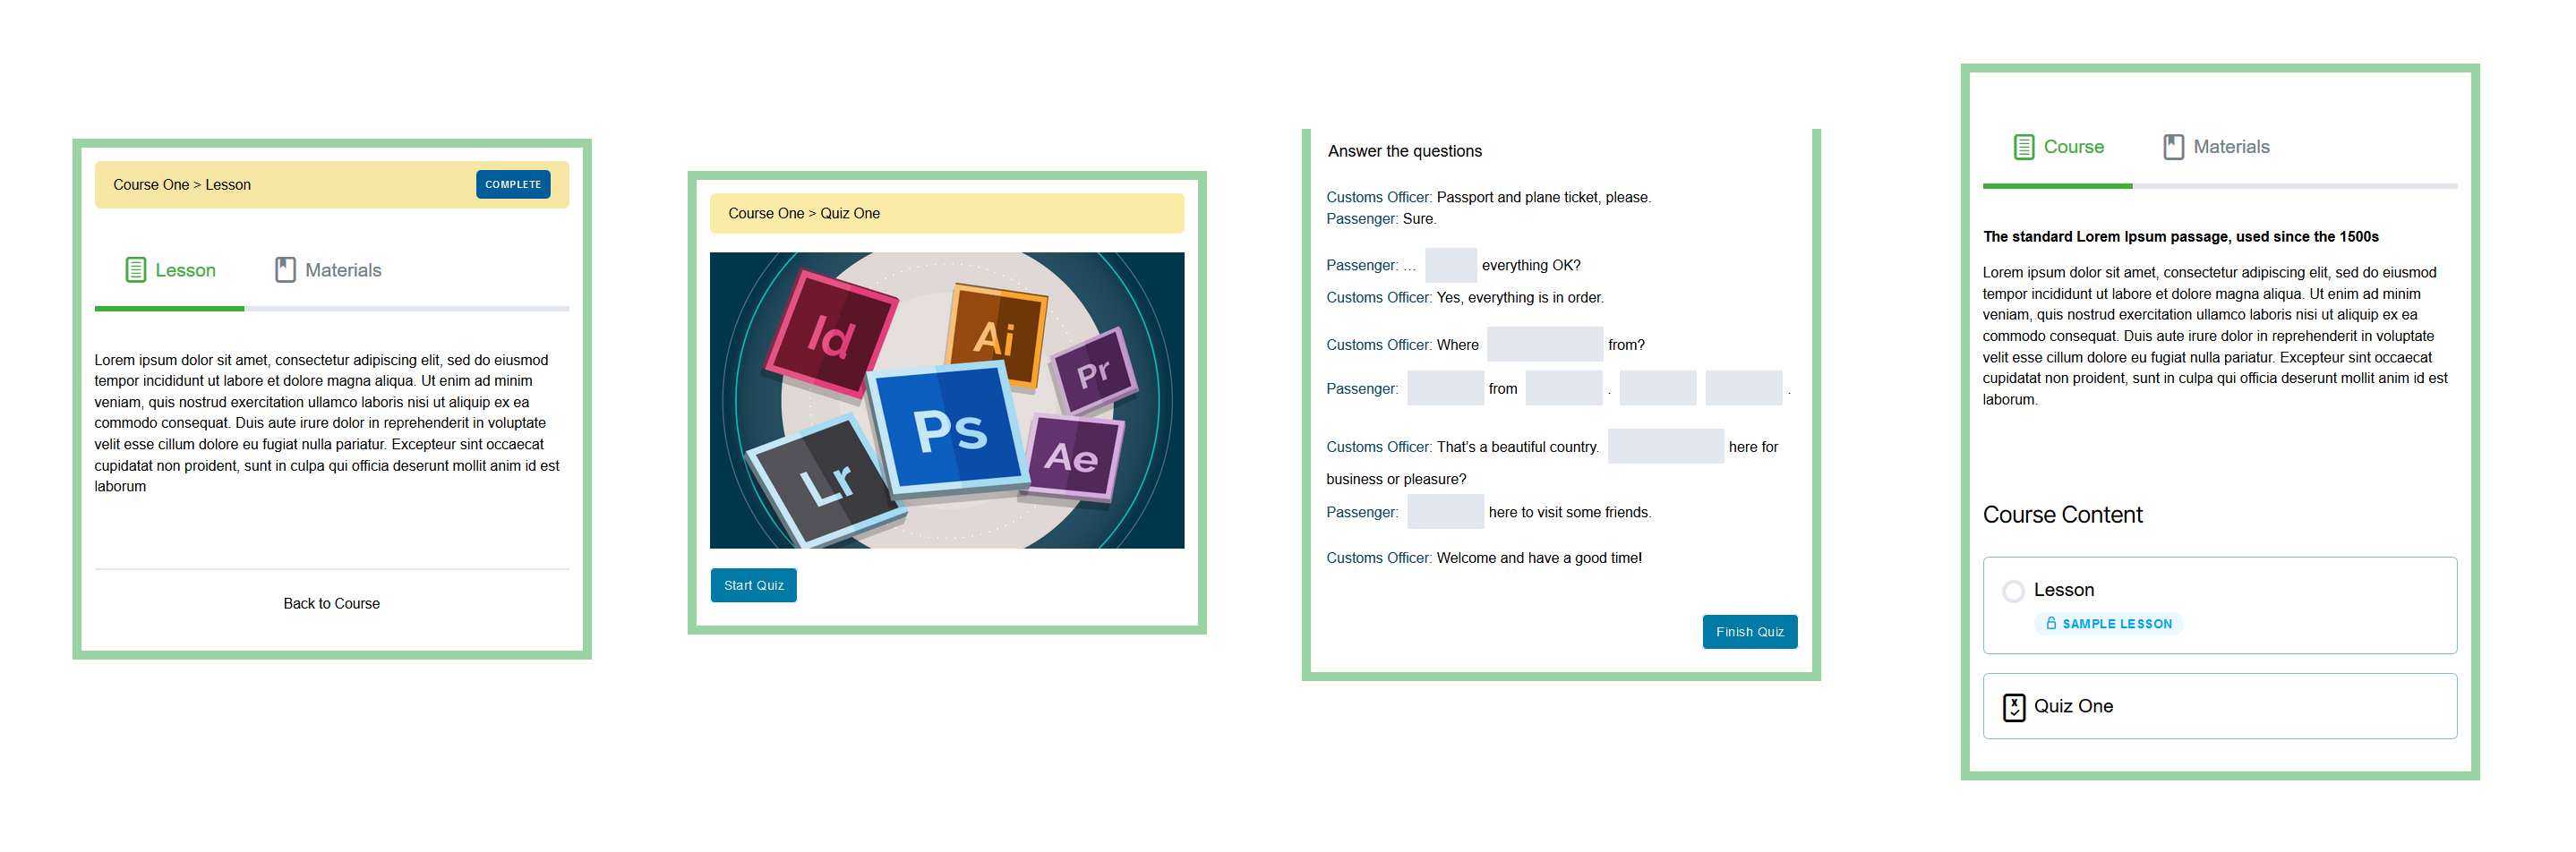 Course One > Lesson
COMPLETE
Lesson
Materials
Lorem ipsum dolor sit amet, consectetur adipiscing elit, sed do eiusmod
tempor incididunt ut labore et dolore magna aliqua. Ut enim ad minim
veniam, quis nostrud exercitation ullamco laboris nisi ut aliquip ex ea
commodo consequat. Duis aute irure dolor in reprehenderit in voluptate
velit esse cillum dolore eu fugiat nulla pariatur. Excepteur sint occaecat
cupidatat non proident, sunt in culpa qui officia deserunt mollit anim id est
laborum
Back to Course
Course One > Quiz One
Id
Ai
Pr
Ps
Lr
Ae
Start Quiz
Answer the questions
Customs Officer: Passport and plane ticket, please.
Passenger: Sure.
Passenger: ... everything OK?
Customs Officer: Yes, everything is in order.
Customs Officer: Where from?
Passenger: from . .
Customs Officer: That's a beautiful country. here for
business or pleasure?
Passenger: here to visit some friends.
Customs Officer: Welcome and have a good time!
Finish Quiz
Course
Materials
The standard Lorem Ipsum passage, used since the 1500s
Lorem ipsum dolor sit amet, consectetur adipiscing elit, sed do eiusmod
tempor incididunt ut labore et dolore magna aliqua. Ut enim ad minim
veniam, quis nostrud exercitation ullamco laboris nisi ut aliquip ex ea
commodo consequat. Duis aute irure dolor in reprehenderit in voluptate
velit esse cillum dolore eu fugiat nulla pariatur. Excepteur sint occaecat
cupidatat non proident, sunt in culpa qui officia deserunt mollit anim id est
laborum.
Course Content
Lesson
SAMPLE LESSON
Quiz One